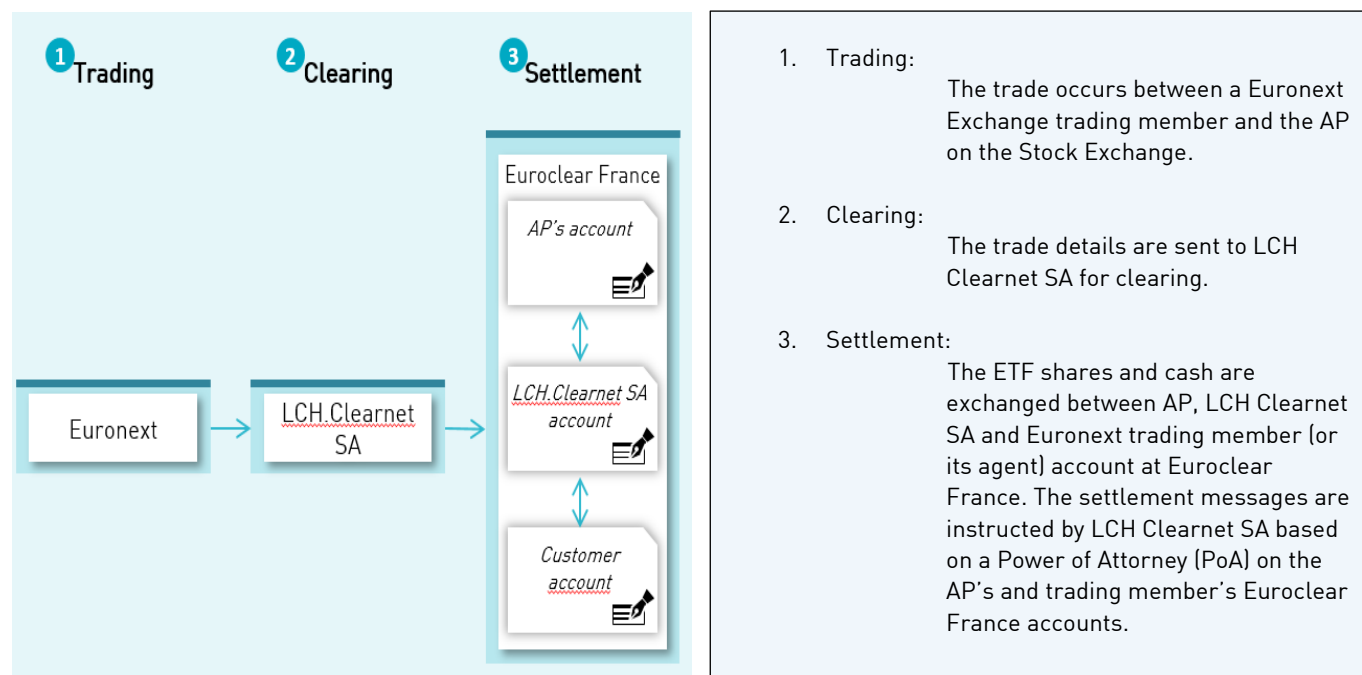 1 Trading
2 Clearing
3 Settlement
Euroclear France
AP's account
LCH.Clearnet SA
account
Customer
account
Euronext
LCH.Clearnet
SA
1. Trading:
The trade occurs between a Euronext
Exchange trading member and the AP
on the Stock Exchange.
2. Clearing:
The trade details are sent to LCH
Clearnet SA for clearing.
3. Settlement:
The ETF shares and cash are
exchanged between AP, LCH Clearnet
SA and Euronext trading member (or
its agent) account at Euroclear
France. The settlement messages are
instructed by LCH Clearnet SA based
on a Power of Attorney (PoA) on the
AP's and trading member's Euroclear
France accounts.